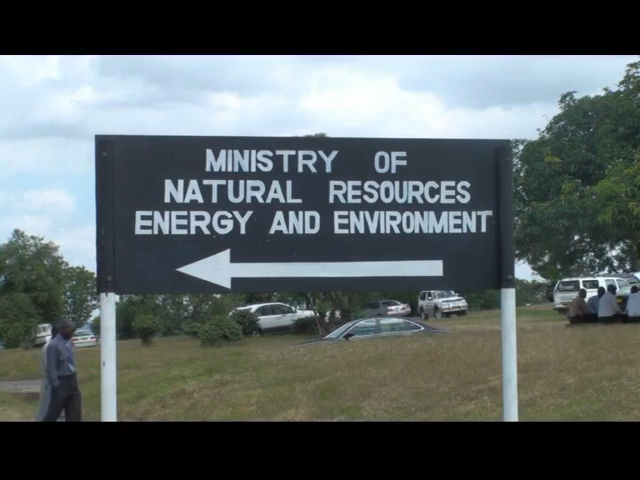 MINISTRY OF
NATURAL RESOURCES
ENERGY AND ENVIRONMENT